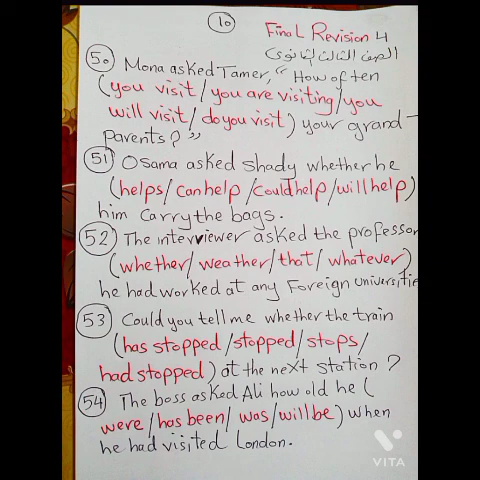 10
Final Revision 4
الصف الثالث الثانوى)
50 Mona asked Tamer, " How often
(you visit/you are visiting/you
will visit/do you visit) your grand-
parents? "
51 Osama asked Shady whether he
(helps/can help/could help/will help)
him carry the bags.
52 The interviewer asked the professor
(whether/weather/that/whatever)
he had worked at any Foreign universitie
53 Could you tell me whether the train
(has stopped/stopped/stops/
had stopped) at the next station?
54 The boss asked Ali how old he (
were/has been/was/will be) when
he had visited London.
VITA